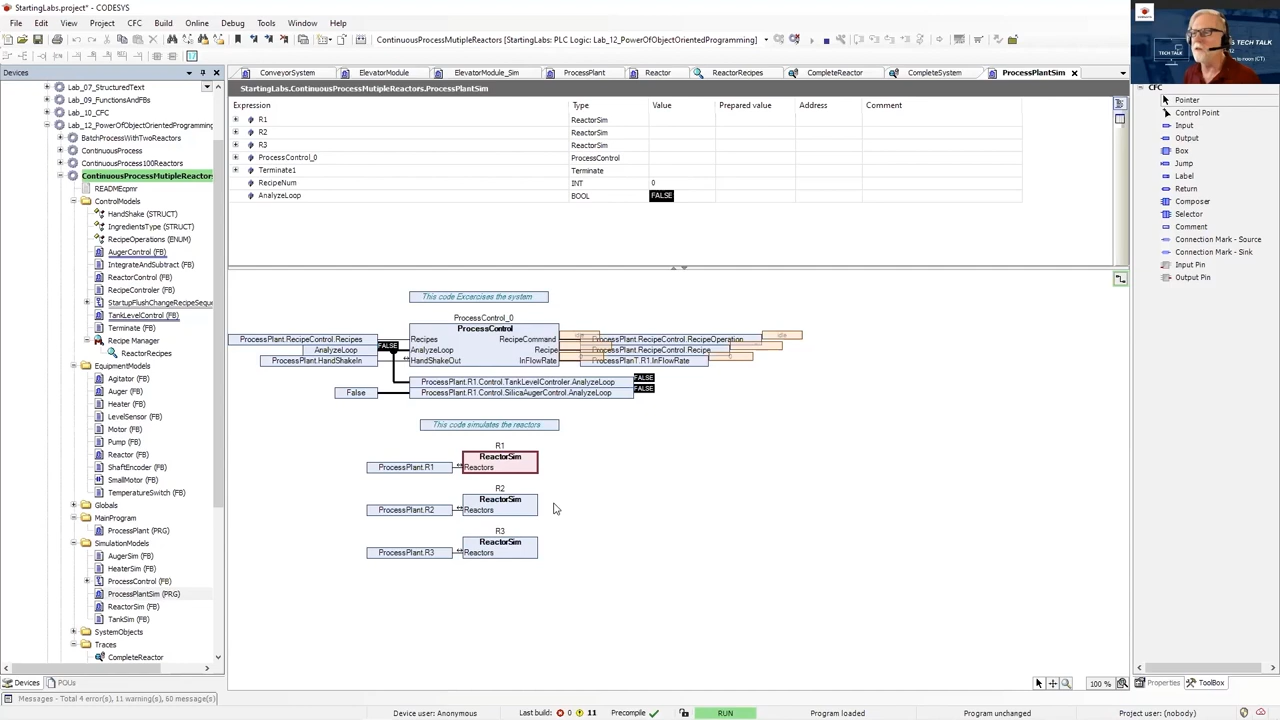 StartingLabs.project* - CODESYS
File Edit View Project CFC Build Online Debug Tools Window Help
ContinuousProcessMutipleReactors [StartingLabs: PLC Logic: Lab_12_PowerOfObjectOrientedProgramming]
Devices
Lab_07_StructuredText
Lab_09_FunctionsAndFBs
Lab_10_CFC
Lab_12_PowerOfObjectOrientedProgramming
BatchProcessWithTwoReactors
ContinuousProcess
ContinuousProcess100Reactors
ContinuousProcessMutipleReactors
READMEcpmr
ControlModels
HandShake (STRUCT)
IngredientsType (STRUCT)
RecipeOperations (ENUM)
AugerControl (FB)
IntegrateAndSubtract (FB)
ReactorControl (FB)
RecipeControler (FB)
StartupFlushChangeRecipeSeque
TankLevelControl (FB)
Terminate (FB)
Recipe Manager
ReactorRecipes
EquipmentModels
Agitator (FB)
Auger (FB)
Heater (FB)
LevelSensor (FB)
Motor (FB)
Pump (FB)
Reactor (FB)
ShaftEncoder (FB)
SmallMotor (FB)
TemperatureSwitch (FB)
Globals
MainProgram
ProcessPlant (PRG)
SimulationModels
AugerSim (FB)
HeaterSim (FB)
ProcessControl (FB)
ProcessPlantSim (PRG)
ReactorSim (FB)
TankSim (FB)
SystemObjects
Traces
CompleteReactor
Devices POUs
ConveyorSystem ElevatorModule ElevatorModule_Sim ProcessPlant Reactor ReactorRecipes CompleteReactor CompleteSystem ProcessPlantSim
StartingLabs.ContinuousProcessMutipleReactors.ProcessPlantSim
Expression Type Value Prepared value Address Comment
R1 ReactorSim
R2 ReactorSim
R3 ReactorSim
ProcessControl_0 ProcessControl
Terminate1 Terminate
RecipeNum INT 0
AnalyzeLoop BOOL FALSE
This code Excercises the system
ProcessControl_0
ProcessControl
ProcessPlant.RecipeControl.Recipes Recipes RecipeCommand ProcessPlant.RecipeControl.RecipeOperation
AnalyzeLoop FALSE AnalyzeLoop Recipe ProcessPlant.RecipeControl.Recipe
ProcessPlant.HandShakeIn HandShakeOut InFlowRate ProcessPlanT.R1.InFlowRate
ProcessPlant.R1.Control.TankLevelControler.AnalyzeLoop FALSE
False ProcessPlant.R1.Control.SilicaAugerControl.AnalyzeLoop FALSE
This code simulates the reactors
R1
ReactorSim
ProcessPlant.R1 Reactors
R2
ReactorSim
ProcessPlant.R2 Reactors
R3
ReactorSim
ProcessPlant.R3 Reactors
100 %
TECH TALK
CFC
Pointer
Control Point
Input
Output
Box
Jump
Label
Return
Composer
Selector
Comment
Connection Mark - Source
Connection Mark - Sink
Input Pin
Output Pin
Properties ToolBox
Messages - Total 4 error(s), 11 warning(s), 60 message(s)
Device user: Anonymous Last build: 0 11 Precompile RUN Program loaded Program unchanged Project user: (nobody)